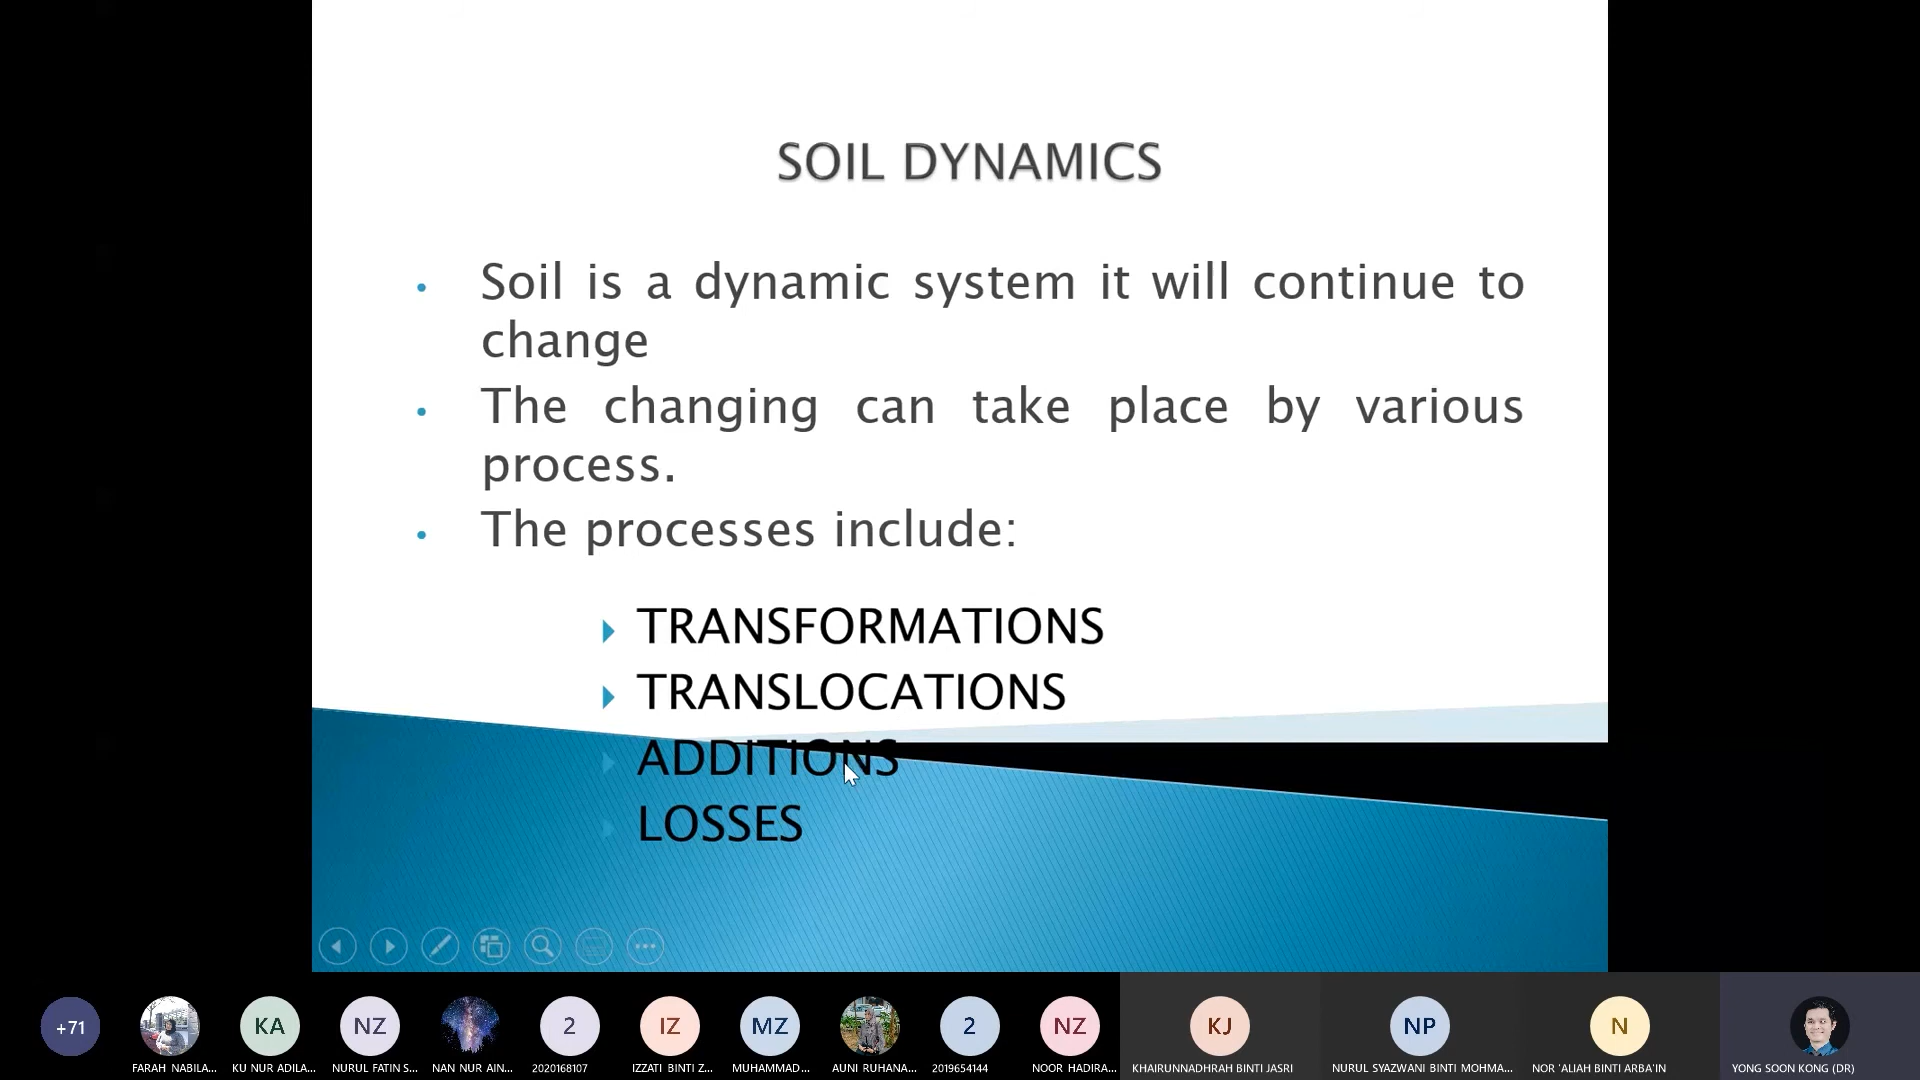 SOIL DYNAMICS
• Soil is a dynamic system it will continue to
change
• The changing can take place by various
process.
• The processes include:
TRANSFORMATIONS
TRANSLOCATIONS
ADDITIONS
LOSSES
+71
KA
NZ
2
IZ
MZ
2
NZ
KJ
NP
N
FARAH NABILA...
KU NUR ADILA...
NURUL FATIN S...
NAN NUR AIN...
2020168107
IZZATI BINTI Z...
MUHAMMAD...
AUNI RUHANA...
2019654144
NOOR HADIRA...
KHAIRUNNADHRAH BINTI JASRI
NURUL SYAZWANI BINTI MOHMA...
NOR 'ALIAH BINTI ARBA'IN
YONG SOON KONG (DR)